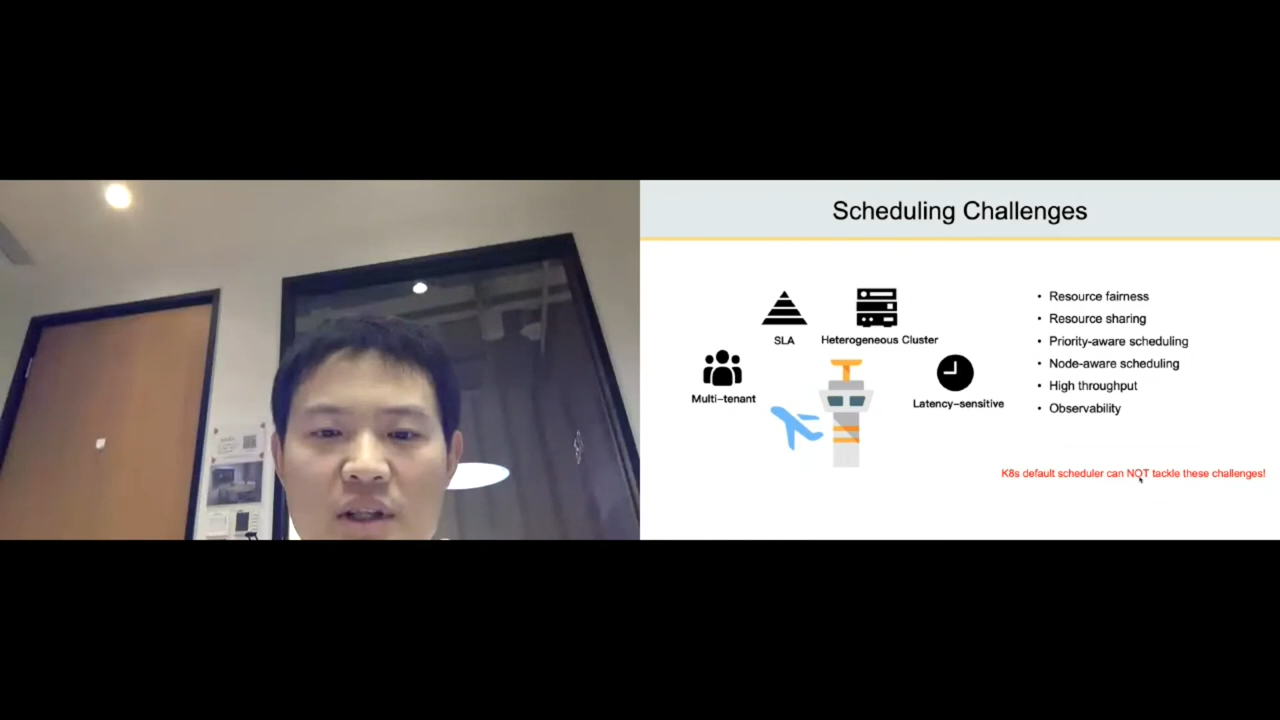 Scheduling Challenges
SLA
Heterogeneous Cluster
Multi-tenant
Latency-sensitive
• Resource fairness
• Resource sharing
• Priority-aware scheduling
• Node-aware scheduling
• High throughput
• Observability
K8s default scheduler can NOT tackle these challenges!